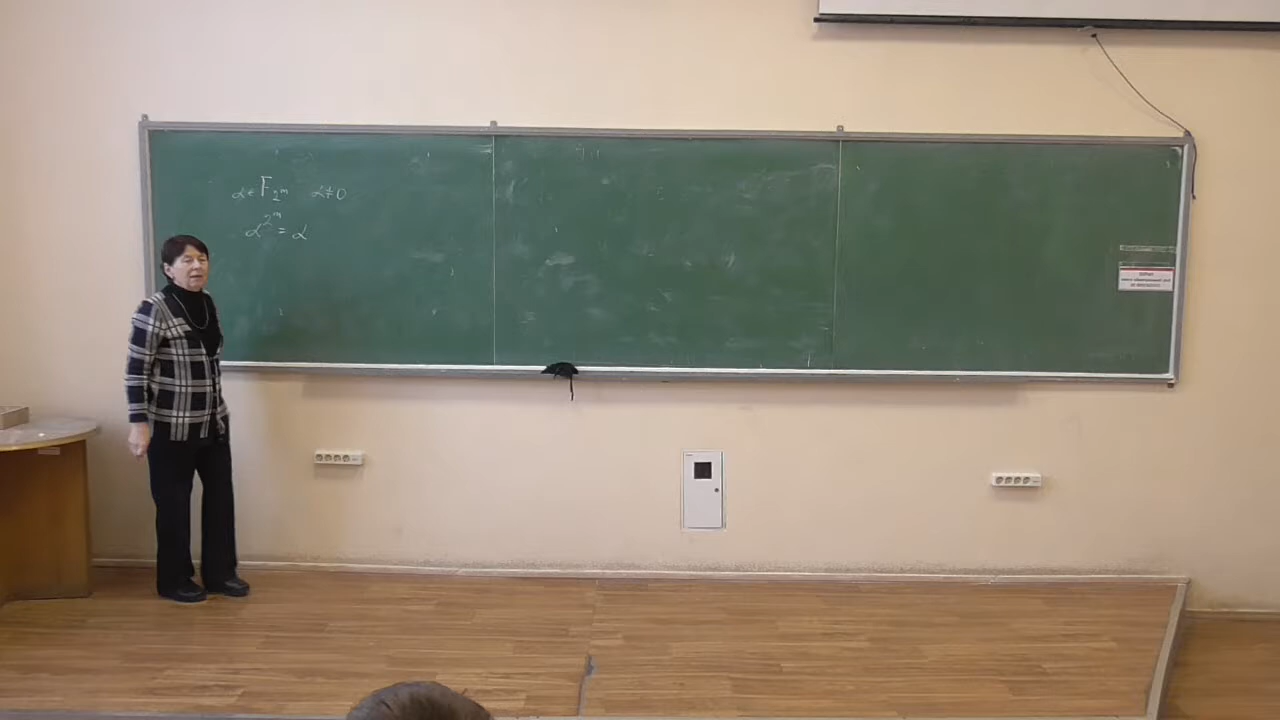 α ∈ F_{2^m} α ≠ 0
α^{2^m} = α